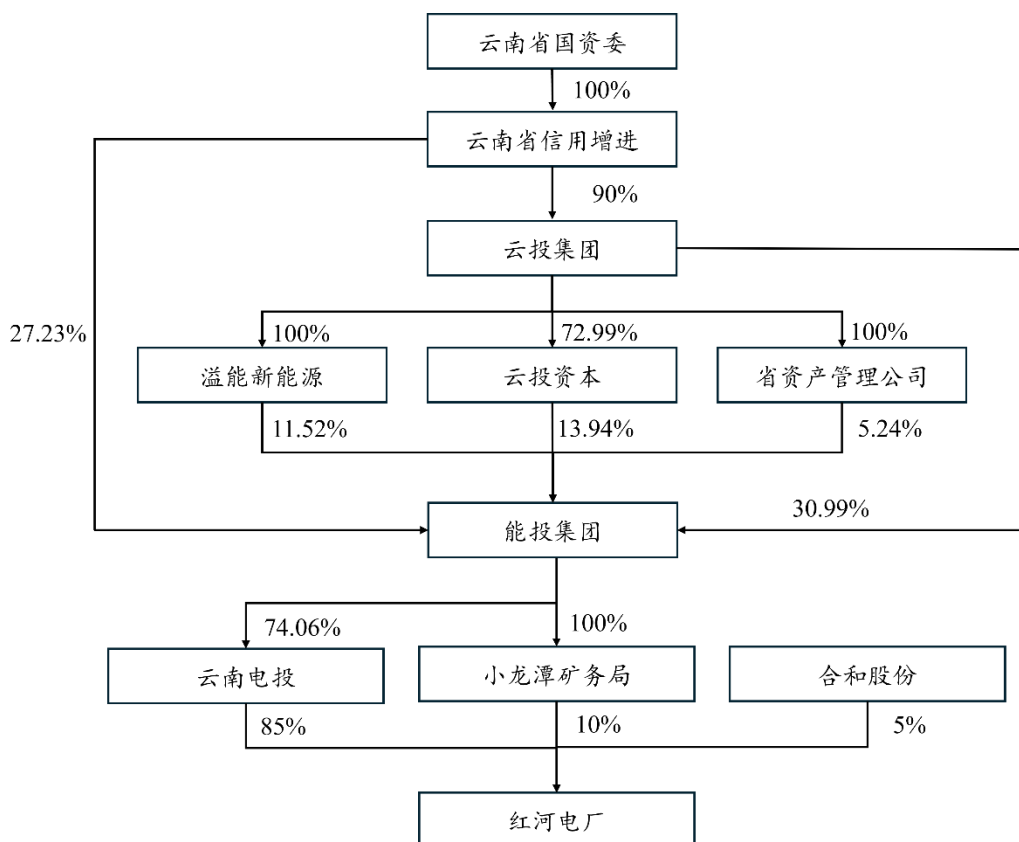 云南省国资委
100%
云南省信用增进
90%
云投集团
27.23%
100%
72.99%
100%
溢能新能源
云投资本
省资产管理公司
11.52%
13.94%
5.24%
能投集团
30.99%
74.06%
100%
云南电投
小龙潭矿务局
合和股份
85%
10%
5%
红河电厂